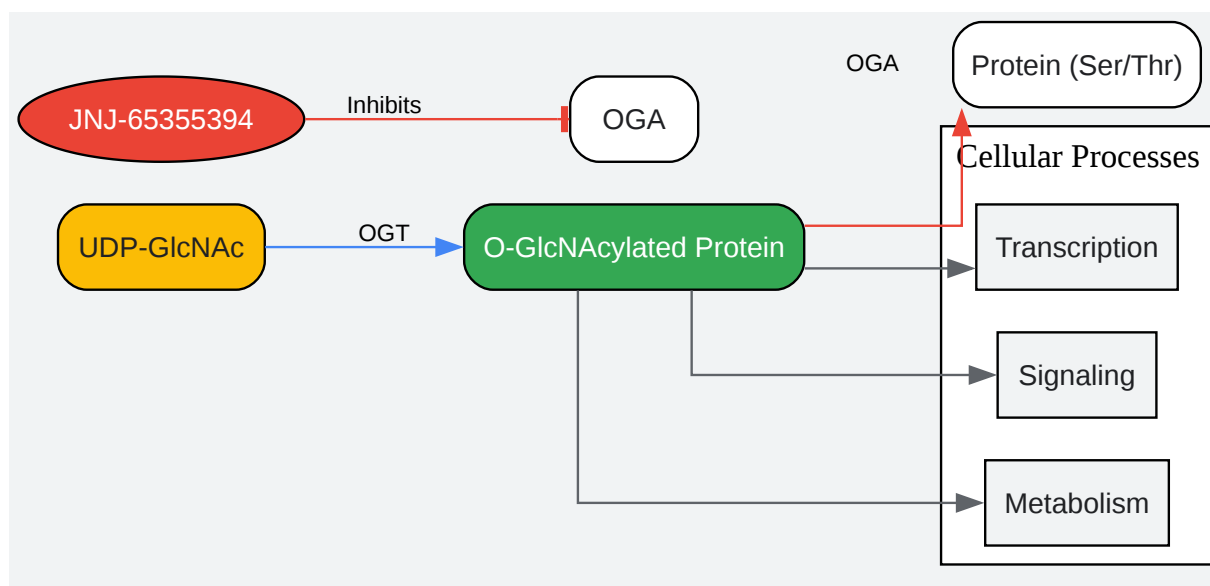 OGA
Protein (Ser/Thr)
JNJ-65355394
Inhibits
OGA
Cellular Processes
UDP-GlcNAc
OGT
O-GlcNAcylated Protein
Transcription
Signaling
Metabolism